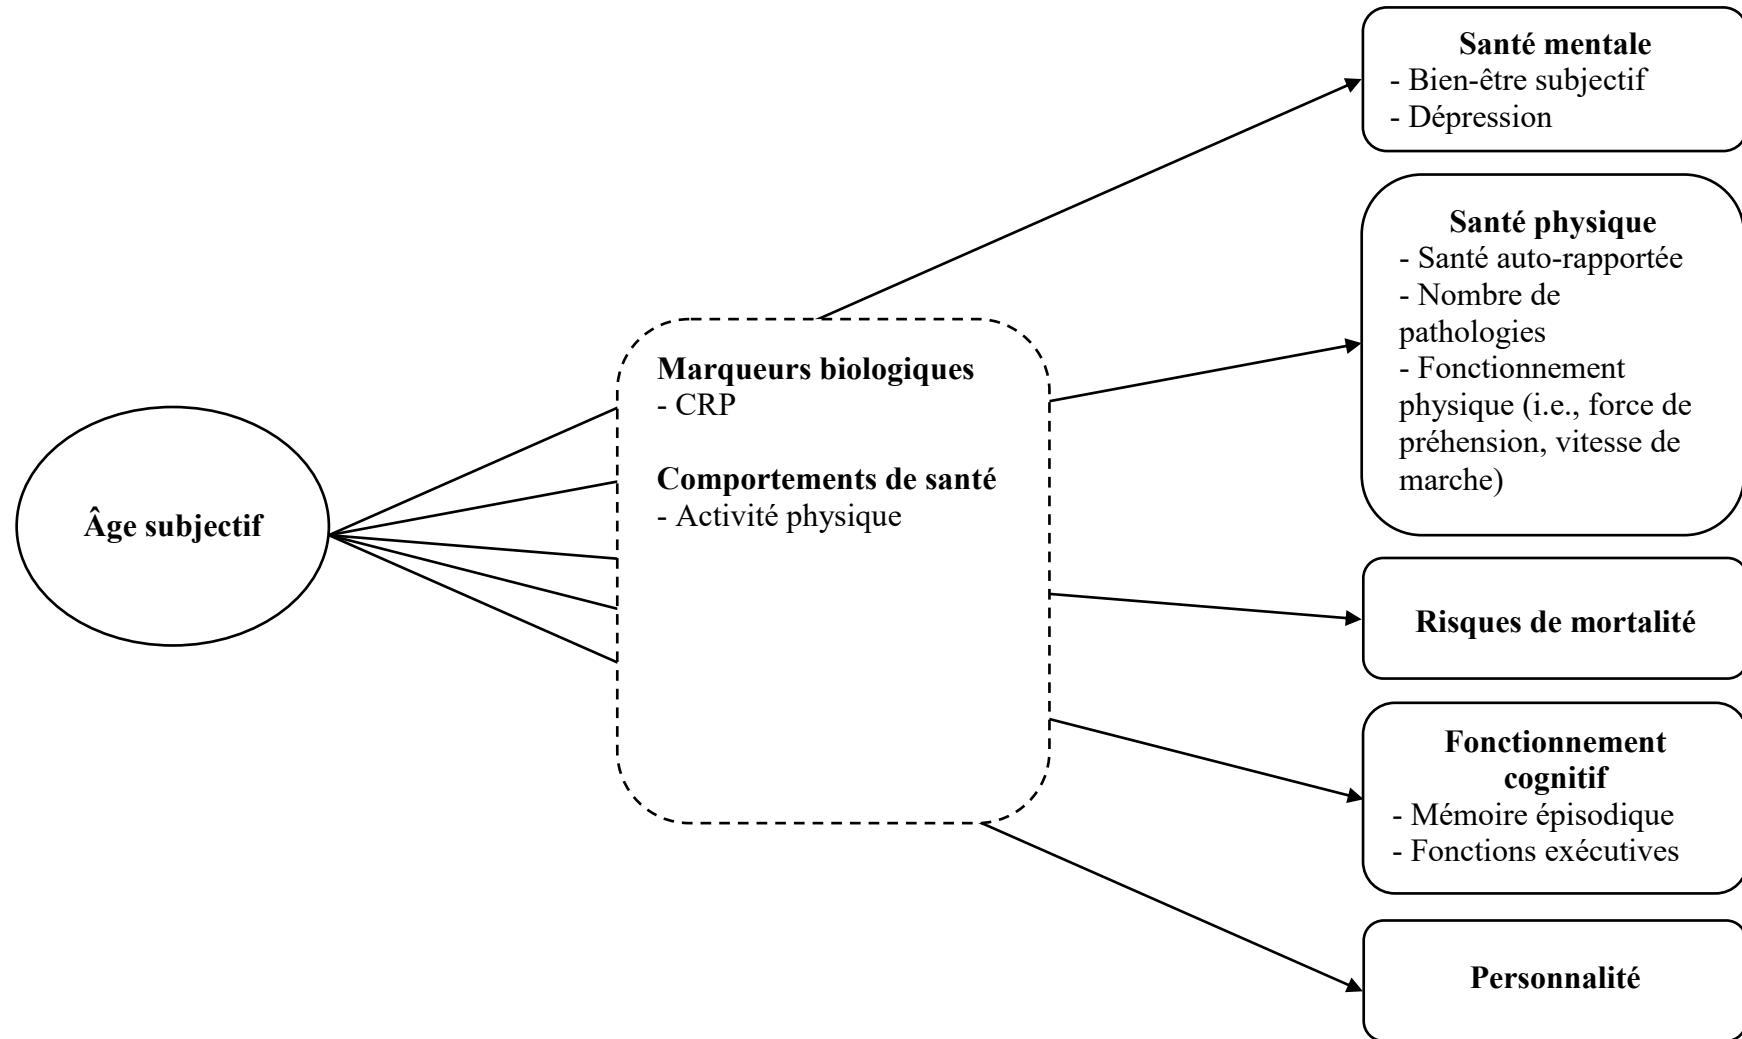 Âge subjectif
Marqueurs biologiques
- CRP
Comportements de santé
- Activité physique
Santé mentale
- Bien-être subjectif
- Dépression
Santé physique
- Santé auto-rapportée
- Nombre de
pathologies
- Fonctionnement
physique (i.e., force de
préhension, vitesse de
marche)
Risques de mortalité
Fonctionnement
cognitif
- Mémoire épisodique
- Fonctions exécutives
Personnalité